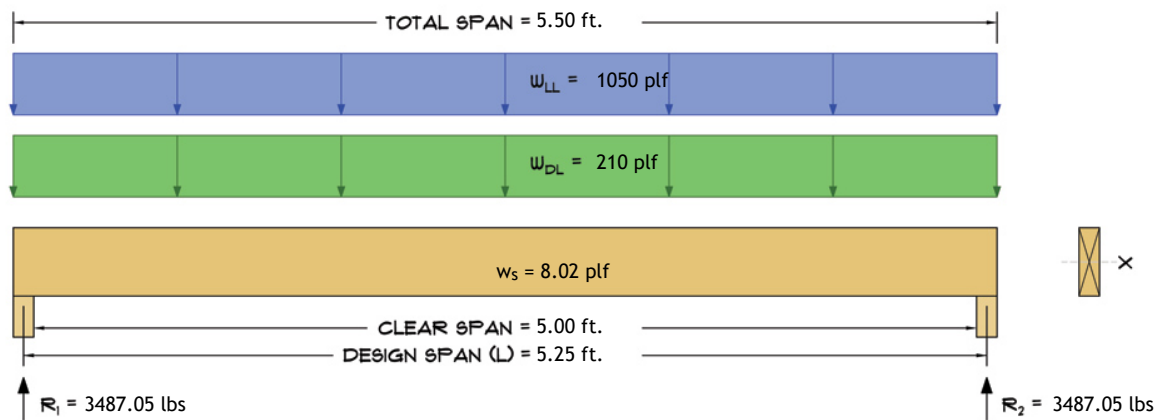 TOTAL SPAN = 5.50 ft.
WLL = 1050 plf
WDL = 210 plf
ws = 8.02 plf
X
CLEAR SPAN = 5.00 ft.
DESIGN SPAN (L) = 5.25 ft.
R1 = 3487.05 lbs
R2 = 3487.05 lbs